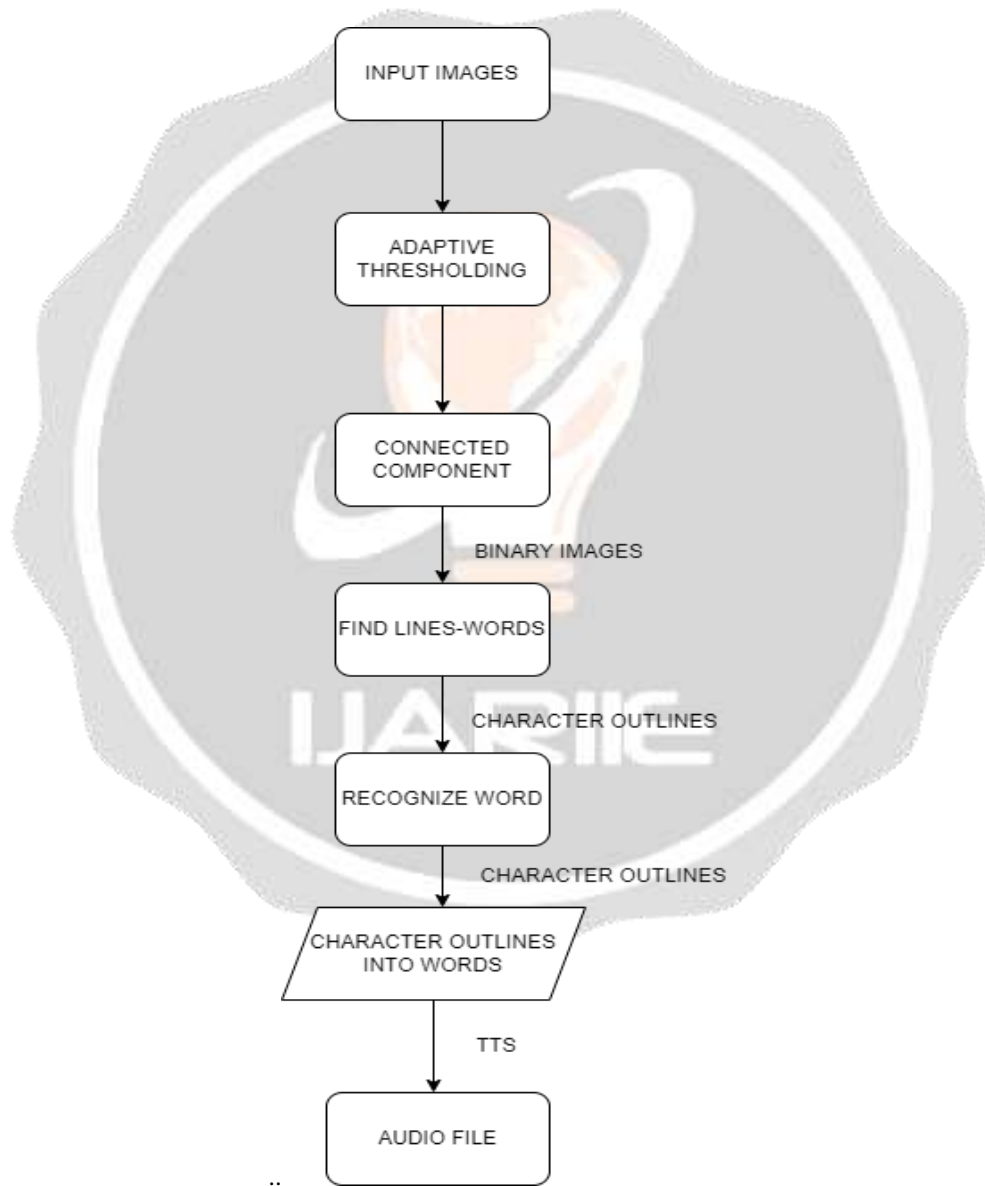 INPUT IMAGES
ADAPTIVE
THRESHOLDING
CONNECTED
COMPONENT
BINARY IMAGES
FIND LINES-WORDS
CHARACTER OUTLINES
IJARIIE
RECOGNIZE WORD
CHARACTER OUTLINES
CHARACTER OUTLINES
INTO WORDS
TTS
AUDIO FILE